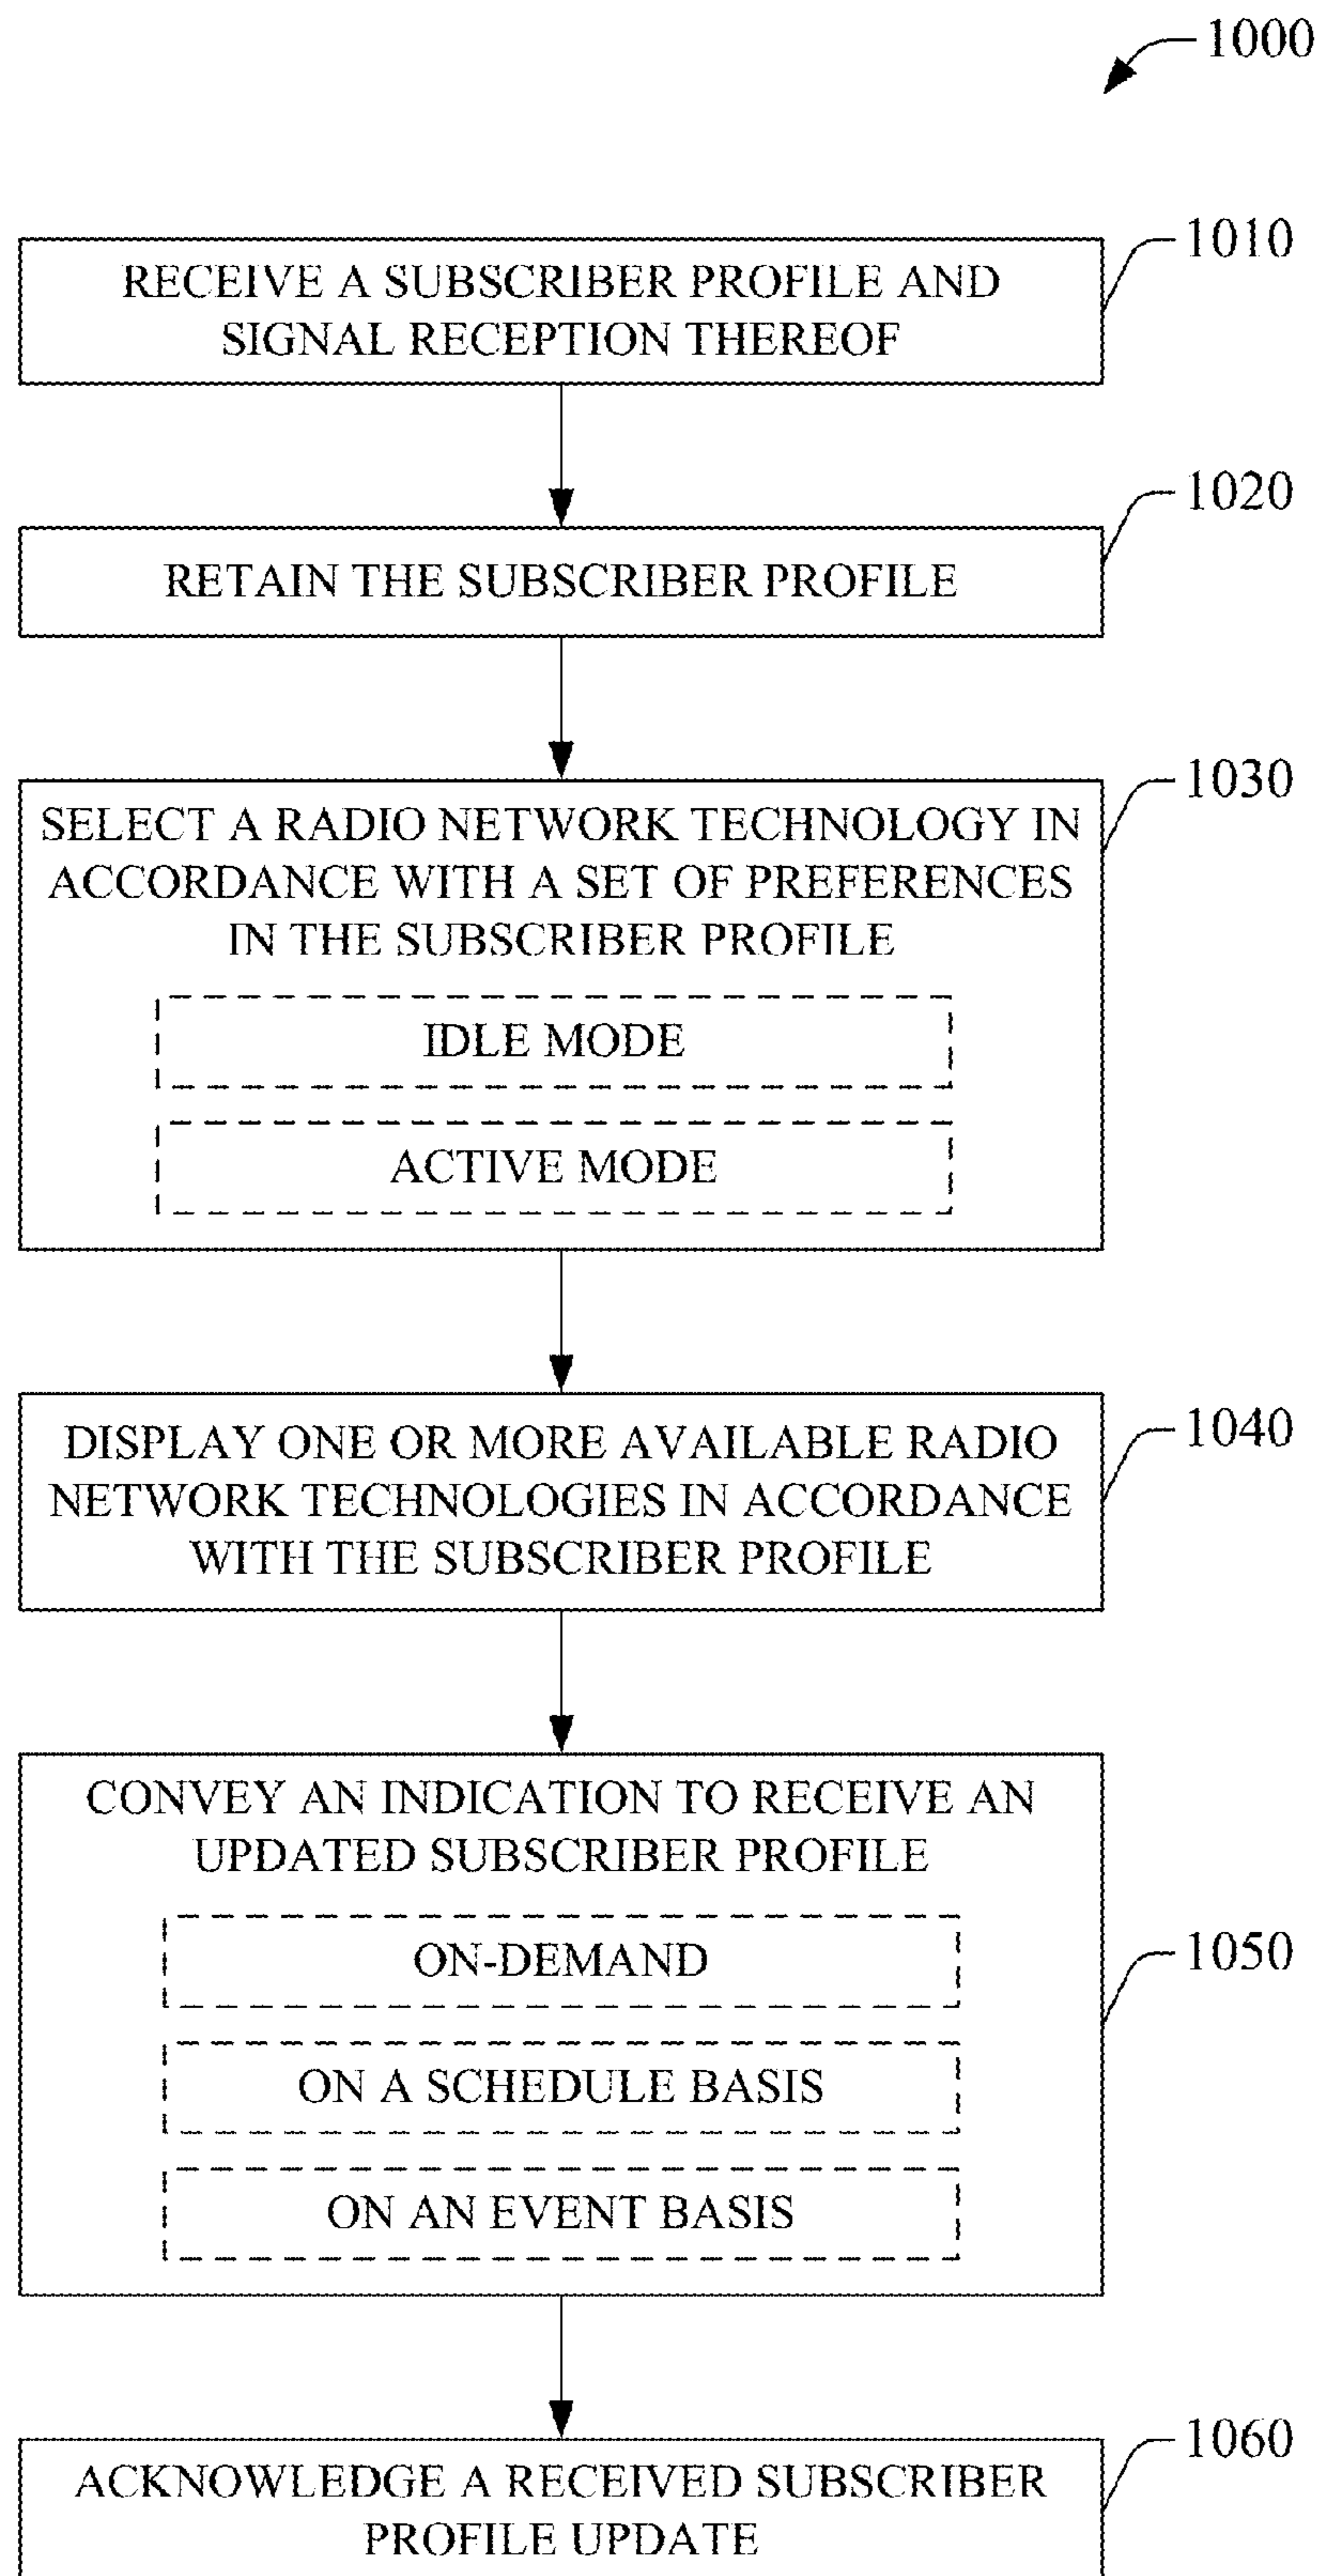 1000
1010
RECEIVE A SUBSCRIBER PROFILE AND
SIGNAL RECEPTION THEREOF
1020
RETAIN THE SUBSCRIBER PROFILE
1030
SELECT A RADIO NETWORK TECHNOLOGY IN
ACCORDANCE WITH A SET OF PREFERENCES
IN THE SUBSCRIBER PROFILE
IDLE MODE
ACTIVE MODE
1040
DISPLAY ONE OR MORE AVAILABLE RADIO
NETWORK TECHNOLOGIES IN ACCORDANCE
WITH THE SUBSCRIBER PROFILE
CONVEY AN INDICATION TO RECEIVE AN
UPDATED SUBSCRIBER PROFILE
1050
ON-DEMAND
ON A SCHEDULE BASIS
ON AN EVENT BASIS
1060
ACKNOWLEDGE A RECEIVED SUBSCRIBER
PROFILE UPDATE